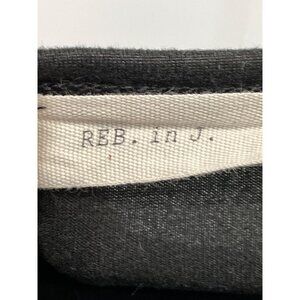 REB. in J.